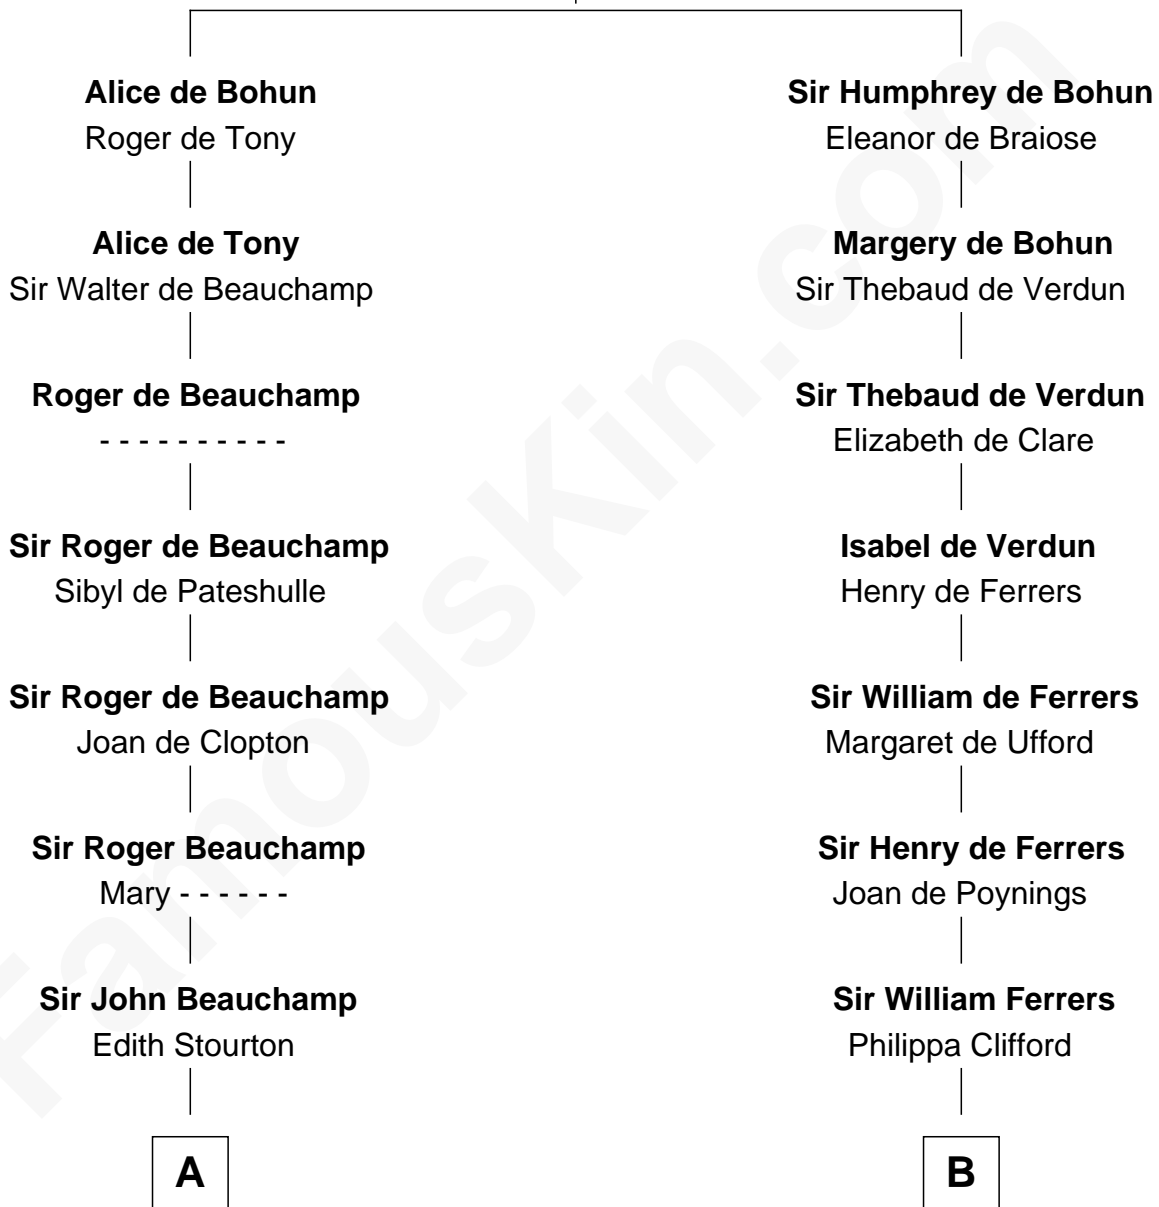 Alice de Bohun
Roger de Tony
Alice de Tony
Sir Walter de Beauchamp
Roger de Beauchamp
- - - - - - - - - -
Sir Roger de Beauchamp
Sibyl de Pateshulle
Sir Roger de Beauchamp
Joan de Clopton
Sir Roger Beauchamp
Mary - - - - - -
Sir John Beauchamp
Edith Stourton
A
Sir Humphrey de Bohun
Eleanor de Braiose
Margery de Bohun
Sir Thebaud de Verdun
Sir Thebaud de Verdun
Elizabeth de Clare
Isabel de Verdun
Henry de Ferrers
Sir William de Ferrers
Margaret de Ufford
Sir Henry de Ferrers
Joan de Poynings
Sir William Ferrers
Philippa Clifford
B
FamousKin.com